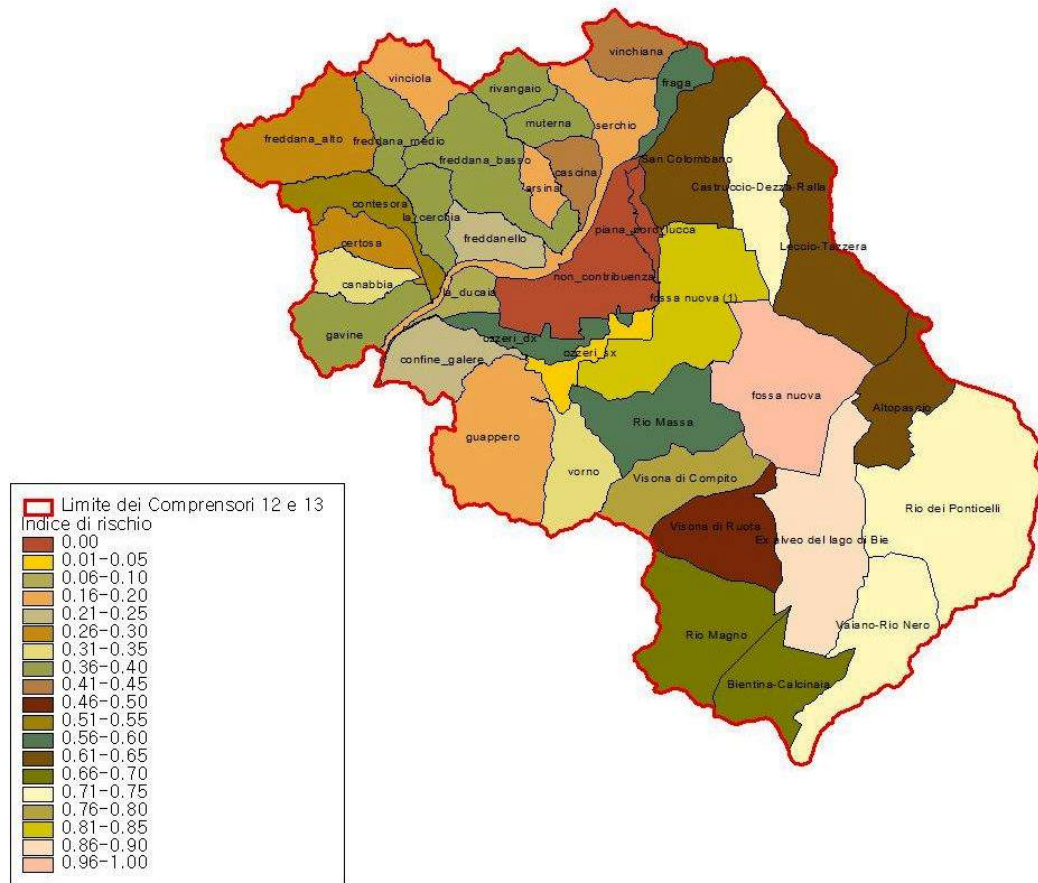 vinchiana
vinciola
fraga
rivangaio
muterna
serchio
freddana_alto
freddana_medio
freddana_basso
San Colombano
cascina
arsina
Castruccio-Dezza-Ralla
contesora
la_cerchia
piana_nord_lucca
certosa
freddanello
Leccio-Tazzera
non_contribuenza
canabbia
la_ducaia
fossa nuova (1)
gavine
ozzeri_dx
ozzeri_sx
confine_galere
fossa nuova
Altopascio
guappero
Rio Massa
vorno
Visona di Compito
Rio dei Ponticelli
Visona di Ruota
Ex alveo del lago di Bie
Vaiano-Rio Nero
Rio Magno
Bientina-Calcinaia
Limite dei Comprensori 12 e 13
Indice di rischio
0.00
0.01-0.05
0.06-0.10
0.16-0.20
0.21-0.25
0.26-0.30
0.31-0.35
0.36-0.40
0.41-0.45
0.46-0.50
0.51-0.55
0.56-0.60
0.61-0.65
0.66-0.70
0.71-0.75
0.76-0.80
0.81-0.85
0.86-0.90
0.96-1.00